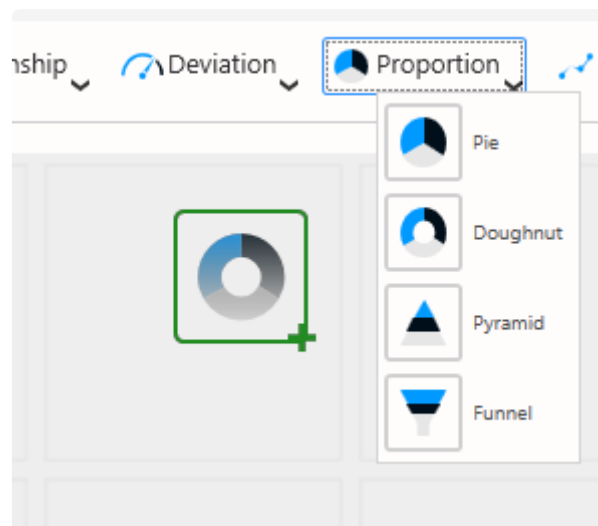 nship Deviation Proportion
Pie
Doughnut
Pyramid
Funnel